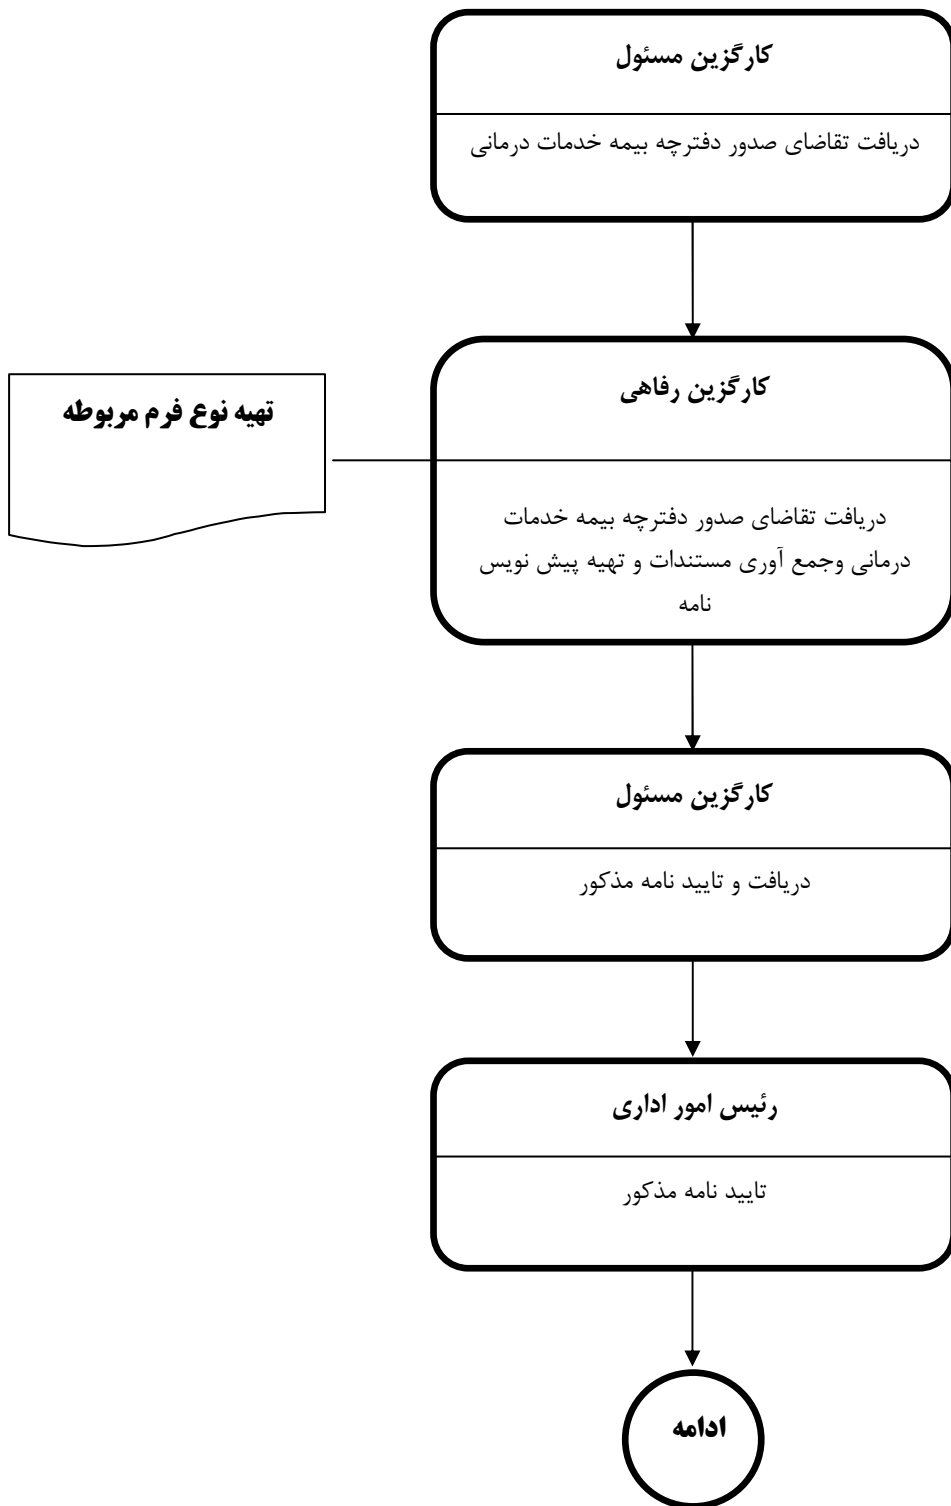 کارگزین مسئول
دریافت تقاضای صدور دفترچه بیمه خدمات درمانی
کارگزین رفاهی
تهیه نوع فرم مربوطه
دریافت تقاضای صدور دفترچه بیمه خدمات
درمانی وجمع آوری مستندات و تهیه پیش نویس
نامه
کارگزین مسئول
دریافت و تایید نامه مذکور
رئیس امور اداری
تایید نامه مذکور
ادامه